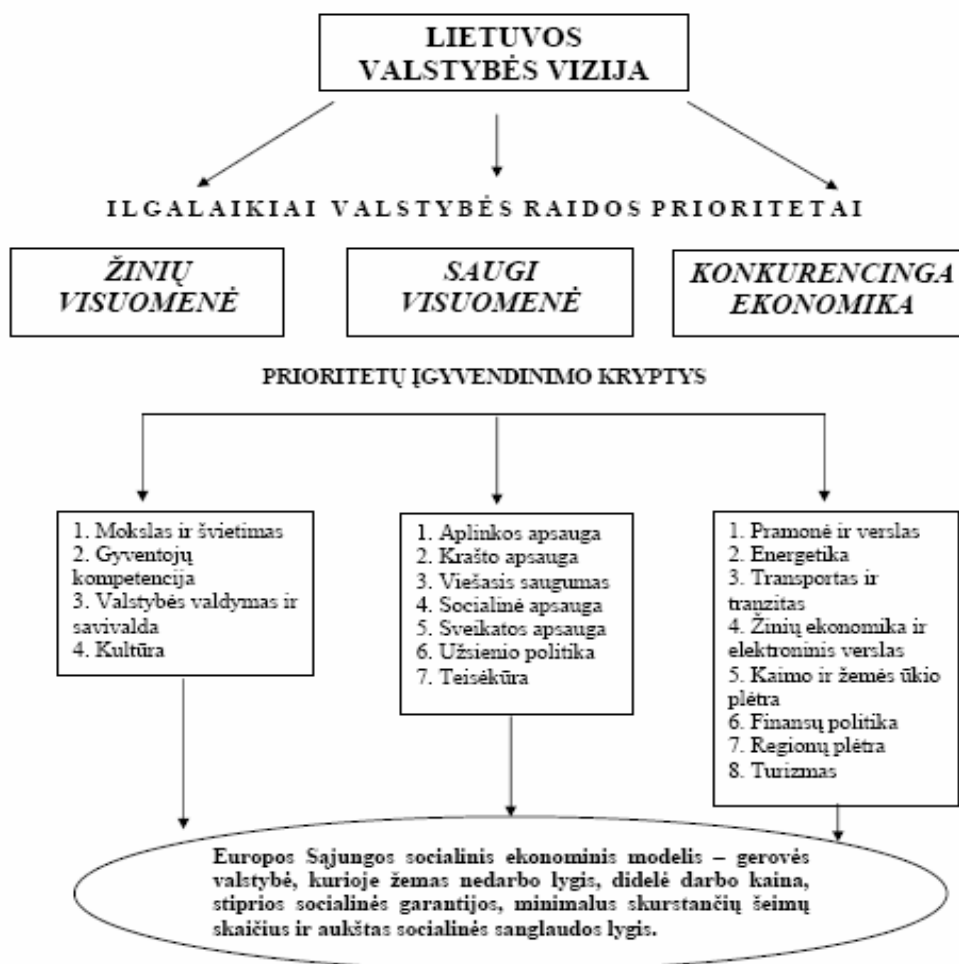 LIETUVOS
VALSTYBĖS VIZIJA
ILGALAIKIAI VALSTYBĖS RAIDOS PRIORITETAI
ŽINIŲ
VISUOMENĖ
SAUGI
VISUOMENĖ
KONKURENCINGA
EKONOMIKA
PRIORITETŲ ĮGYVENDINIMO KRYPTYS
1. Mokslas ir švietimas
2. Gyventojų
kompetencija
3. Valstybės valdymas ir
savivalda
4. Kultūra
1. Aplinkos apsauga
2. Krašto apsauga
3. Viešasis saugumas
4. Socialinė apsauga
5. Sveikatos apsauga
6. Užsienio politika
7. Teisėkūra
1. Pramonė ir verslas
2. Energetika
3. Transportas ir
tranzitas
4. Žinių ekonomika ir
elektroninis verslas
5. Kaimo ir žemės ūkio
plėtra
6. Finansų politika
7. Regionų plėtra
8. Turizmas
Europos Sąjungos socialinis ekonominis modelis – gerovės
valstybė, kurioje žemas nedarbo lygis, didelė darbo kaina,
stiprios socialinės garantijos, minimalus skurstančių šeimų
skaičius ir aukštas socialinės sanglaudos lygis.